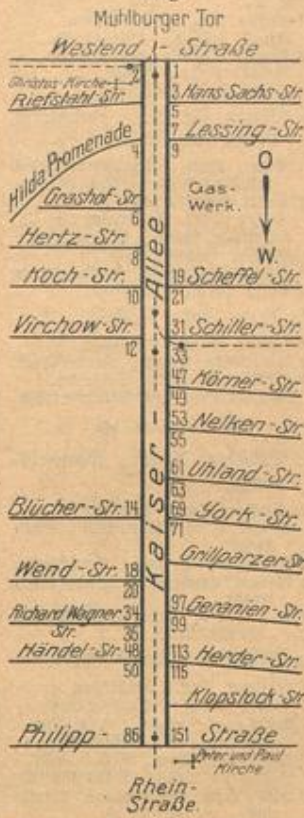 Mühlburger Tor
Westend - Straße
2 1
Christus-Kirche
Riefstahl-Str. 3 Hans Sachs-Str.
5
Hilda Promenade 7 Lessing-Str.
4 9
Grashof-Str. Gas-
6 Werk.
O
Hertz-Str.
8
W.
Koch-Str. 19 Scheffel-Str.
10 21
Virchow-Str. 31 Schiller-Str.
12 33
47 Körner-Str.
49
53 Nelken-Str.
55
61 Uhland-Str.
63
Blücher-Str. 14 69 York-Str.
71
Grillparzer-Str
Wend-Str. 18
20
Richard Wagner 34 97 Geranien-Str.
Str. 36 99
Händel-Str. 48 113 Herder-Str.
50 115
Klopstock-Str
Kaiser - Allee
Philipp - 86 151 Straße
Peter und Paul
Kirche
Rhein-
Straße.